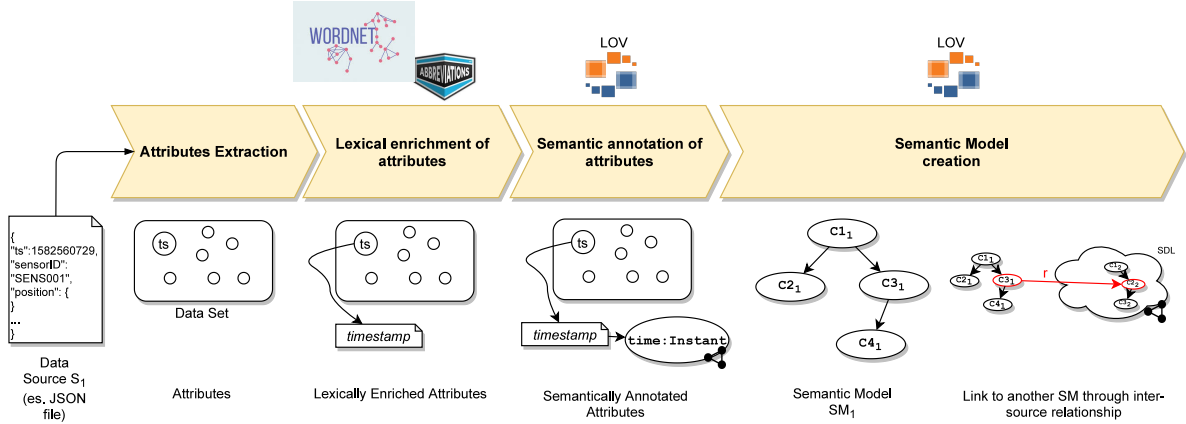 WORDNET
ABBREVIATIONS
LOV
LOV
Attributes Extraction
Lexical enrichment of
attributes
Semantic annotation of
attributes
Semantic Model
creation
{
"ts":1582560729,
"sensorID":
"SENS001",
"position": {
}
...
}
Data
Source S1
(es. JSON
file)
ts
Data Set
Attributes
ts
timestamp
Lexically Enriched Attributes
ts
timestamp
time:Instant
Semantically Annotated
Attributes
C1₁
C2₁
C3₁
C4₁
Semantic Model
SM₁
C1₁
C2₁
C3₁
C4₁
r
SDL
C1₂
C2₂
C3₂
Link to another SM through inter-
source relationship